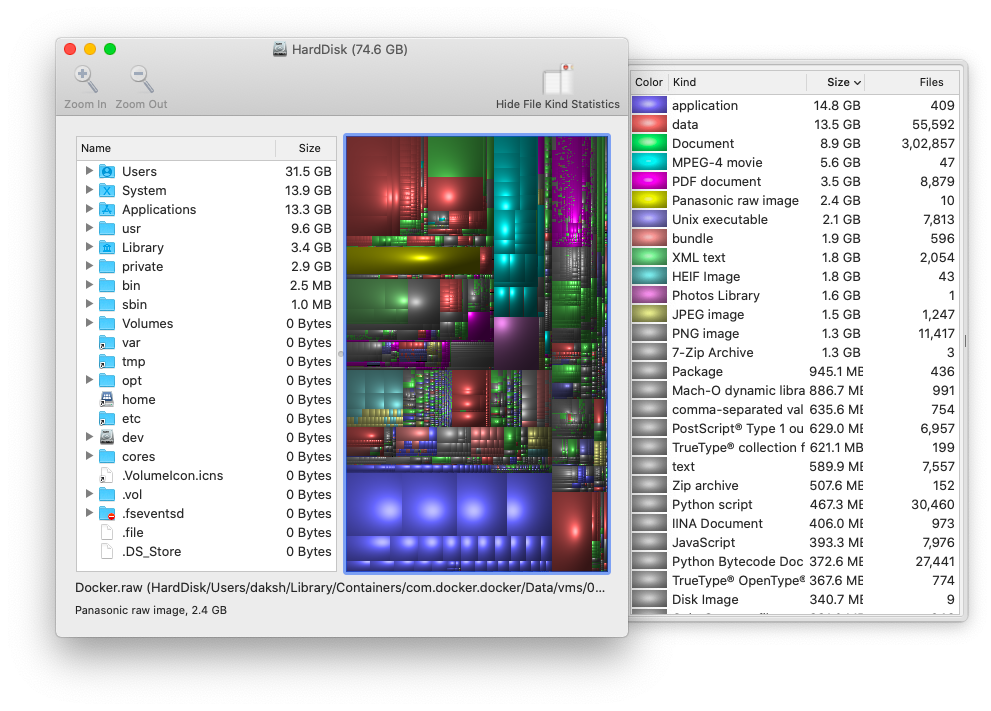 HardDisk (74.6 GB)
Zoom In Zoom Out Hide File Kind Statistics
Name Size
Users 31.5 GB
System 13.9 GB
Applications 13.3 GB
usr 9.6 GB
Library 3.4 GB
private 2.9 GB
bin 2.5 MB
sbin 1.0 MB
Volumes 0 Bytes
var 0 Bytes
tmp 0 Bytes
opt 0 Bytes
home 0 Bytes
etc 0 Bytes
dev 0 Bytes
cores 0 Bytes
.VolumeIcon.icns 0 Bytes
.vol 0 Bytes
.fseventsd 0 Bytes
.file 0 Bytes
.DS_Store 0 Bytes
Docker.raw (HardDisk/Users/daksh/Library/Containers/com.docker.docker/Data/vms/0...
Panasonic raw image, 2.4 GB
Color Kind Size Files
application 14.8 GB 409
data 13.5 GB 55,592
Document 8.9 GB 3,02,857
MPEG-4 movie 5.6 GB 47
PDF document 3.5 GB 8,879
Panasonic raw image 2.4 GB 10
Unix executable 2.1 GB 7,813
bundle 1.9 GB 596
XML text 1.8 GB 2,054
HEIF Image 1.8 GB 43
Photos Library 1.6 GB 1
JPEG image 1.5 GB 1,247
PNG image 1.3 GB 11,417
7-Zip Archive 1.3 GB 3
Package 945.1 ME 436
Mach-O dynamic libra 886.7 ME 991
comma-separated val 635.6 ME 754
PostScript® Type 1 ou 629.0 ME 6,957
TrueType® collection f 621.1 ME 199
text 589.9 ME 7,557
Zip archive 507.6 ME 152
Python script 467.3 ME 30,460
IINA Document 406.0 ME 973
JavaScript 393.3 ME 7,976
Python Bytecode Doc 372.6 ME 27,441
TrueType® OpenType® 367.6 ME 774
Disk Image 340.7 ME 9